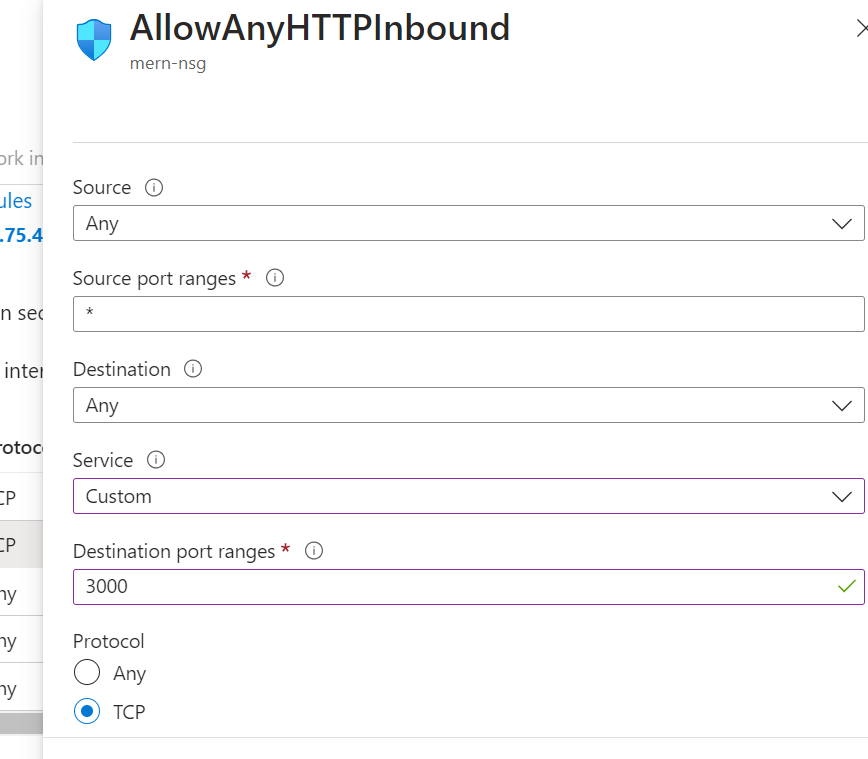 AllowAnyHTTPInbound
mern-nsg
ork in
Source
Any
ules
.75.4
Source port ranges *
*
n sec
Destination
inter
Any
rotoc
Service
CP
Custom
CP
Destination port ranges *
ny
3000
ny
Protocol
Any
ny
TCP